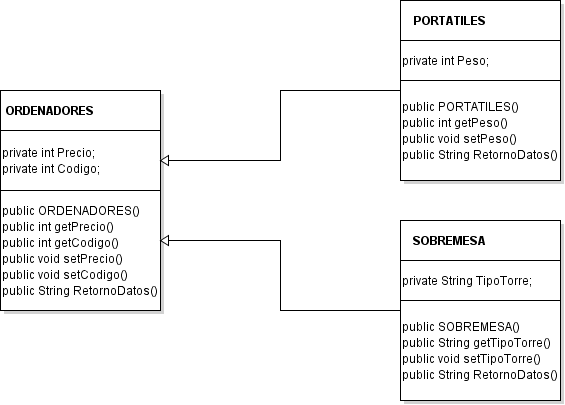 ORDENADORES
private int Precio;
private int Codigo;
public ORDENADORES()
public int getPrecio()
public int getCodigo()
public void setPrecio()
public void setCodigo()
public String RetornoDatos()
PORTATILES
private int Peso;
public PORTATILES()
public int getPeso()
public void setPeso()
public String RetornoDatos()
SOBREMESA
private String TipoTorre;
public SOBREMESA()
public String getTipoTorre()
public void setTipoTorre()
public String RetornoDatos()